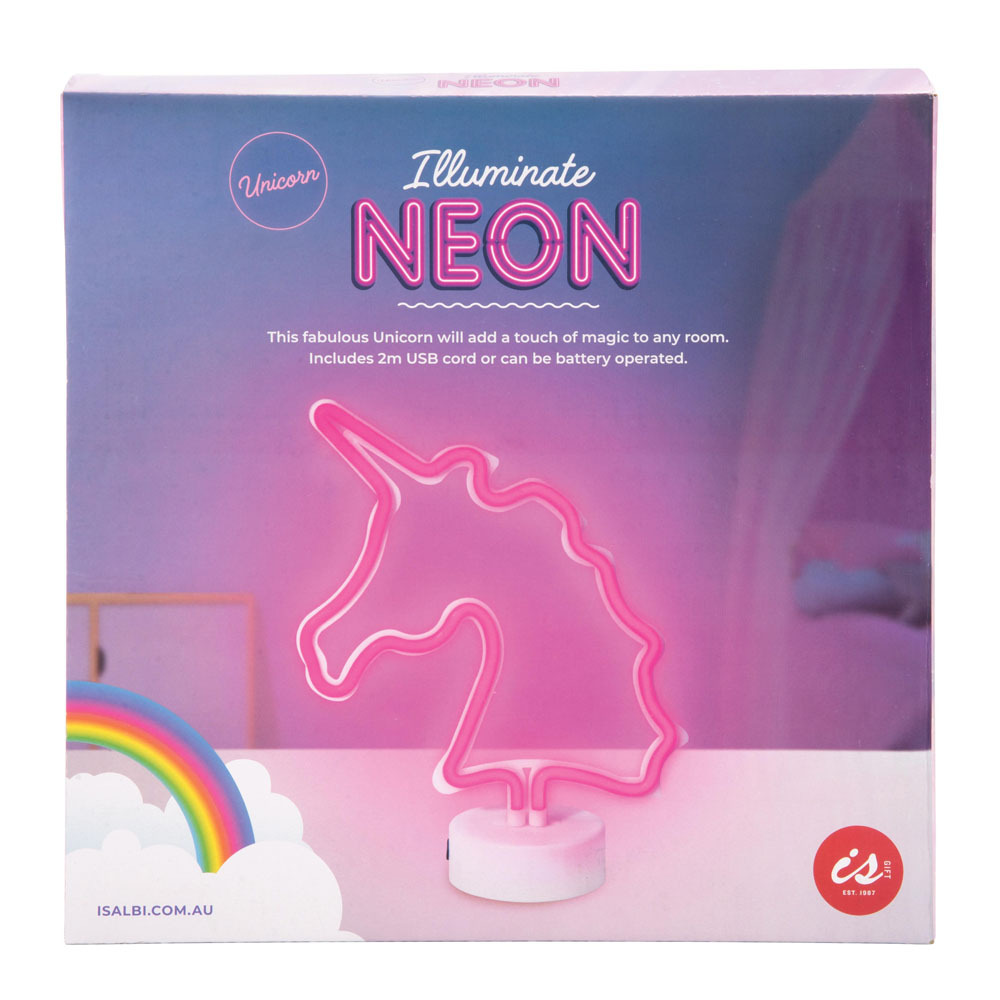 NEON
Unicorn
Illuminate
NEON
This fabulous Unicorn will add a touch of magic to any room.
Includes 2m USB cord or can be battery operated.
is
GIFT
EST. 1987
ISALBI.COM.AU